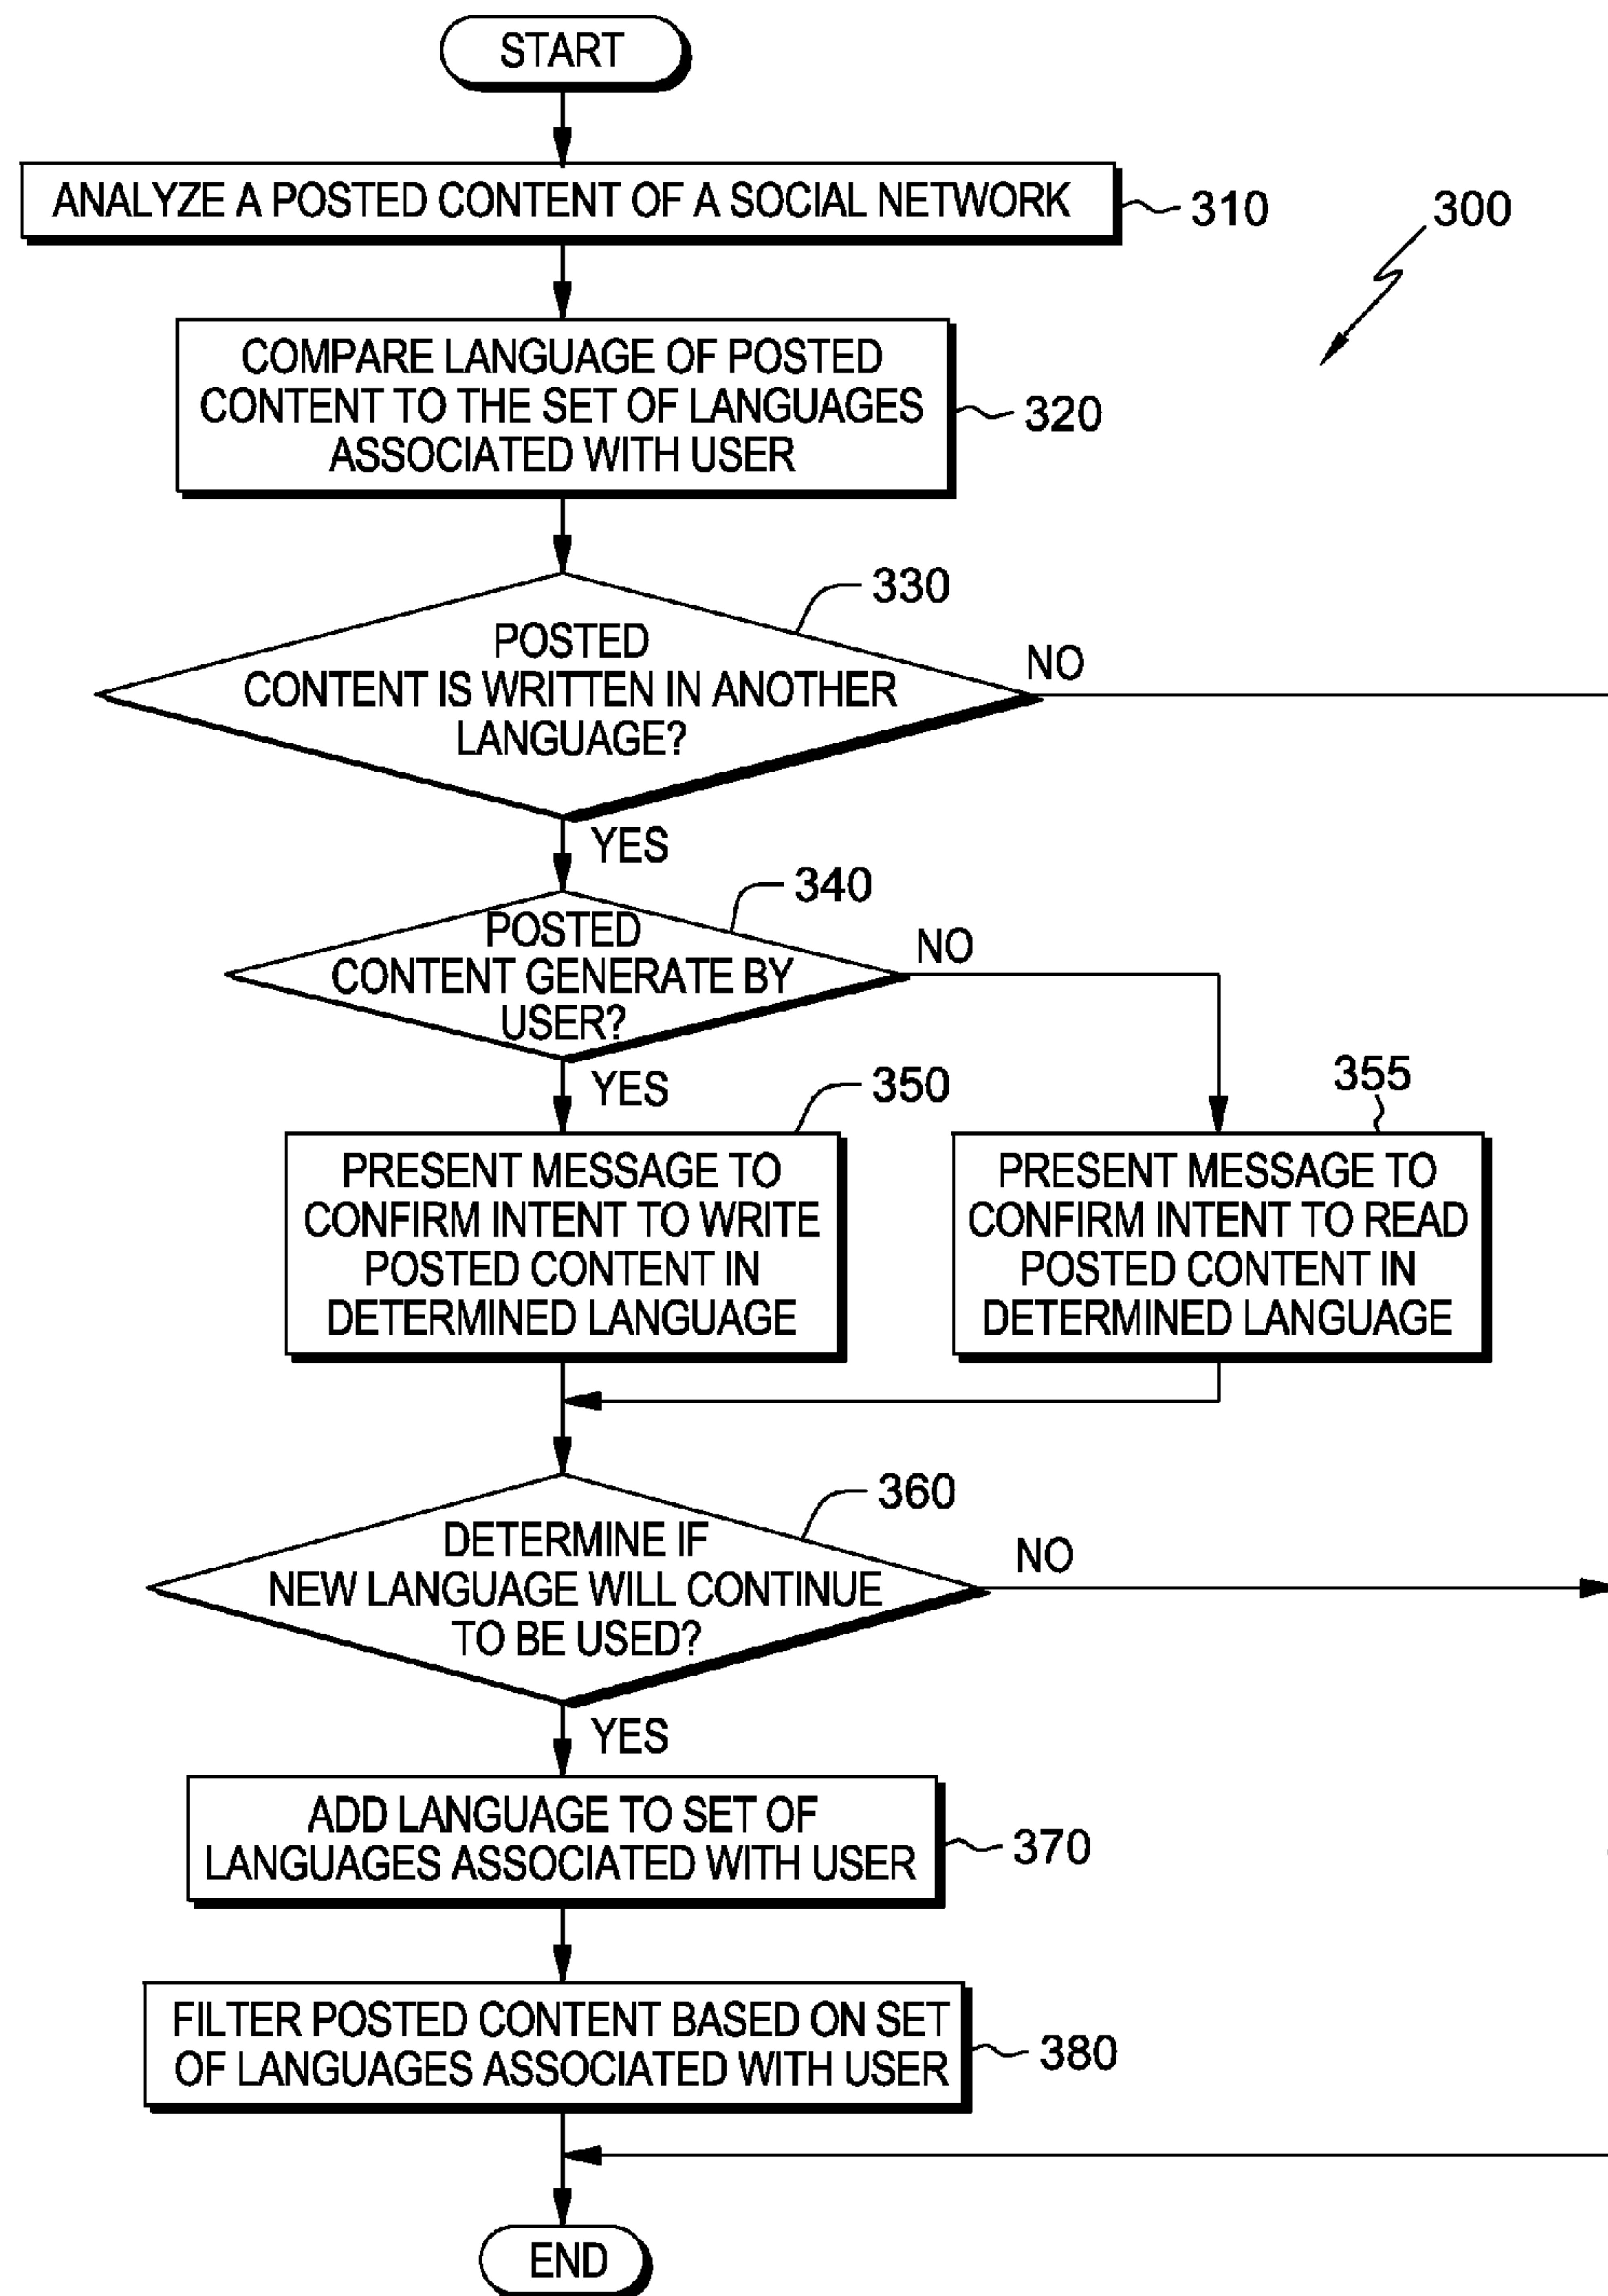 START
ANALYZE A POSTED CONTENT OF A SOCIAL NETWORK
310
300
COMPARE LANGUAGE OF POSTED
CONTENT TO THE SET OF LANGUAGES
ASSOCIATED WITH USER
320
330
POSTED
CONTENT IS WRITTEN IN ANOTHER
LANGUAGE?
NO
YES
340
POSTED
CONTENT GENERATE BY
USER?
NO
YES
350
355
PRESENT MESSAGE TO
CONFIRM INTENT TO WRITE
POSTED CONTENT IN
DETERMINED LANGUAGE
PRESENT MESSAGE TO
CONFIRM INTENT TO READ
POSTED CONTENT IN
DETERMINED LANGUAGE
360
DETERMINE IF
NEW LANGUAGE WILL CONTINUE
TO BE USED?
NO
YES
ADD LANGUAGE TO SET OF
LANGUAGES ASSOCIATED WITH USER
370
FILTER POSTED CONTENT BASED ON SET
OF LANGUAGES ASSOCIATED WITH USER
380
END